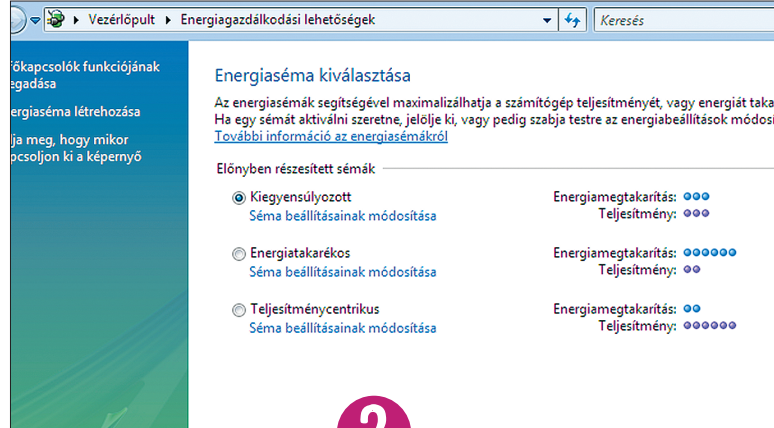 Vezérlőpult ▸ Energiagazdálkodási lehetőségek
Keresés
főkapcsolók funkciójának
egadása
ergiaséma létrehozása
lja meg, hogy mikor
pcsoljon ki a képernyő
Energiaséma kiválasztása
Az energiasémák segítségével maximalizálhatja a számítógép teljesítményét, vagy energiát taka
Ha egy sémát aktiválni szeretne, jelölje ki, vagy pedig szabja testre az energiabeállítások módosí
További információ az energiasémákról
Előnyben részesített sémák
Kiegyensúlyozott Energiamegtakarítás:
Séma beállításainak módosítása Teljesítmény:
Energiatakarékos Energiamegtakarítás:
Séma beállításainak módosítása Teljesítmény:
Teljesítménycentrikus Energiamegtakarítás:
Séma beállításainak módosítása Teljesítmény:
2